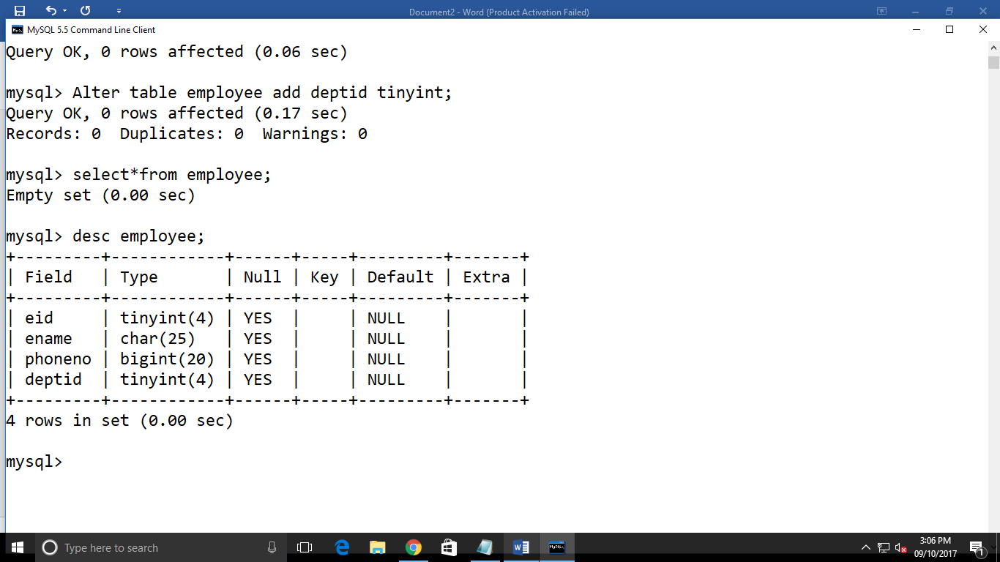 Document2 - Word (Product Activation Failed)
MySQL 5.5 Command Line Client
Query OK, 0 rows affected (0.06 sec)
mysql> Alter table employee add deptid tinyint;
Query OK, 0 rows affected (0.17 sec)
Records: 0  Duplicates: 0  Warnings: 0
mysql> select*from employee;
Empty set (0.00 sec)
mysql> desc employee;
+---------+------------+------+-----+---------+-------+
| Field   | Type       | Null | Key | Default | Extra |
+---------+------------+------+-----+---------+-------+
| eid     | tinyint(4) | YES  |     | NULL    |       |
| ename   | char(25)   | YES  |     | NULL    |       |
| phoneno | bigint(20) | YES  |     | NULL    |       |
| deptid  | tinyint(4) | YES  |     | NULL    |       |
+---------+------------+------+-----+---------+-------+
4 rows in set (0.00 sec)
mysql>
Type here to search
3:06 PM
09/10/2017
1